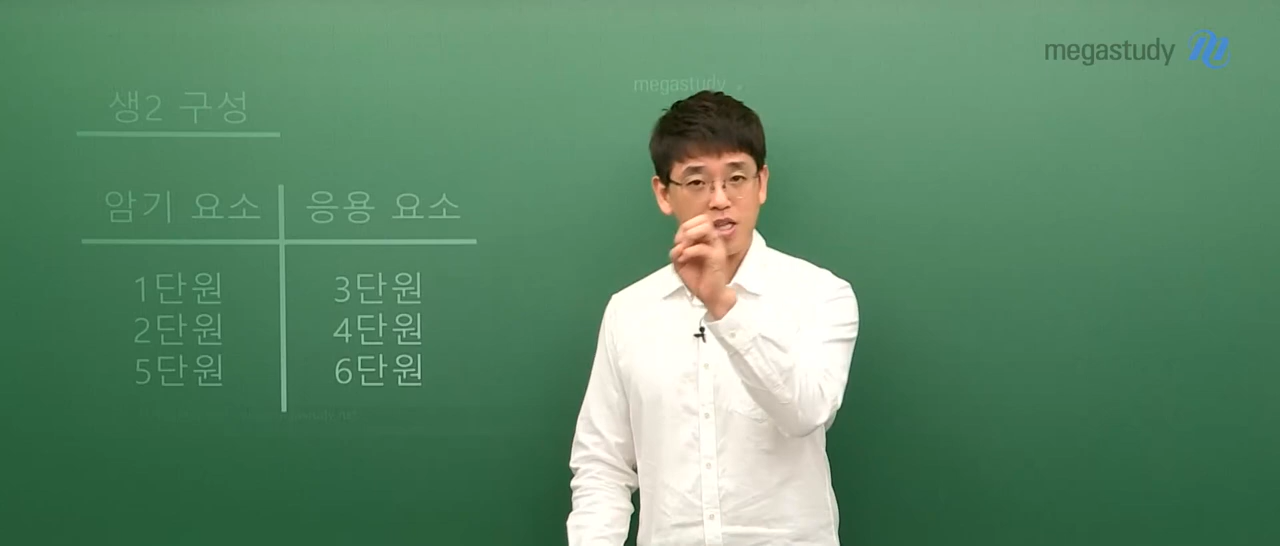 megastudy
megastudy
생2 구성
암기 요소 응용 요소
1단원 3단원
2단원 4단원
5단원 6단원